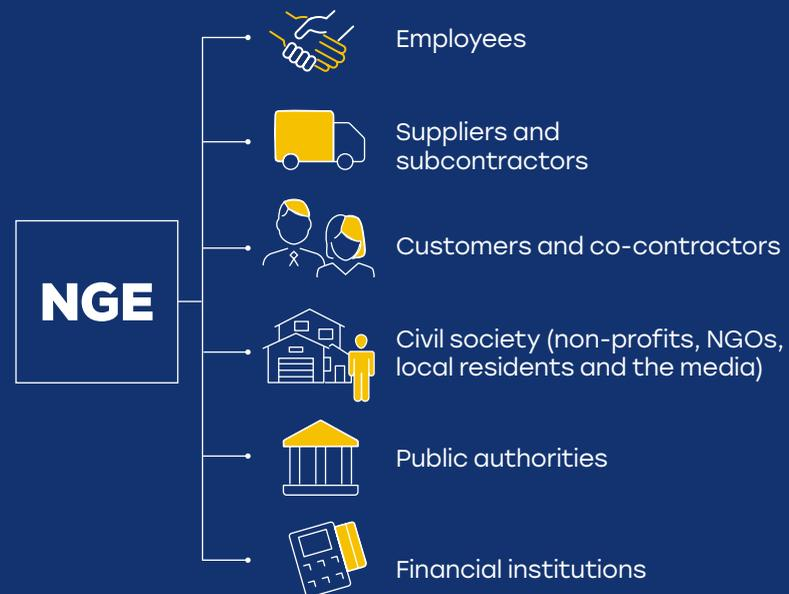 Employees
Suppliers and
subcontractors
Customers and co-contractors
NGE
Civil society (non-profits, NGOs,
local residents and the media)
Public authorities
Financial institutions